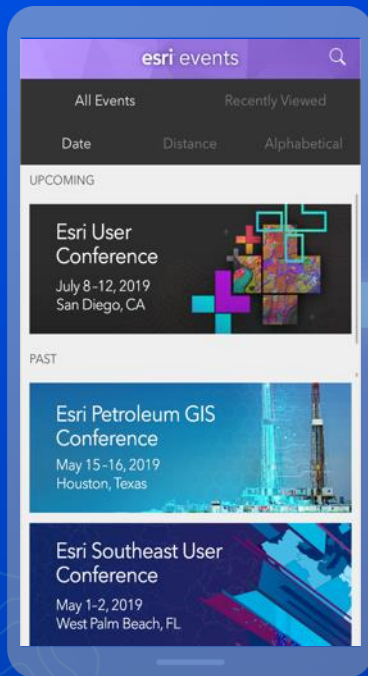 esri events
All Events Recently Viewed
Date Distance Alphabetical
UPCOMING
Esri User
Conference
July 8-12, 2019
San Diego, CA
PAST
Esri Petroleum GIS
Conference
May 15-16, 2019
Houston, Texas
Esri Southeast User
Conference
May 1-2, 2019
West Palm Beach, FL